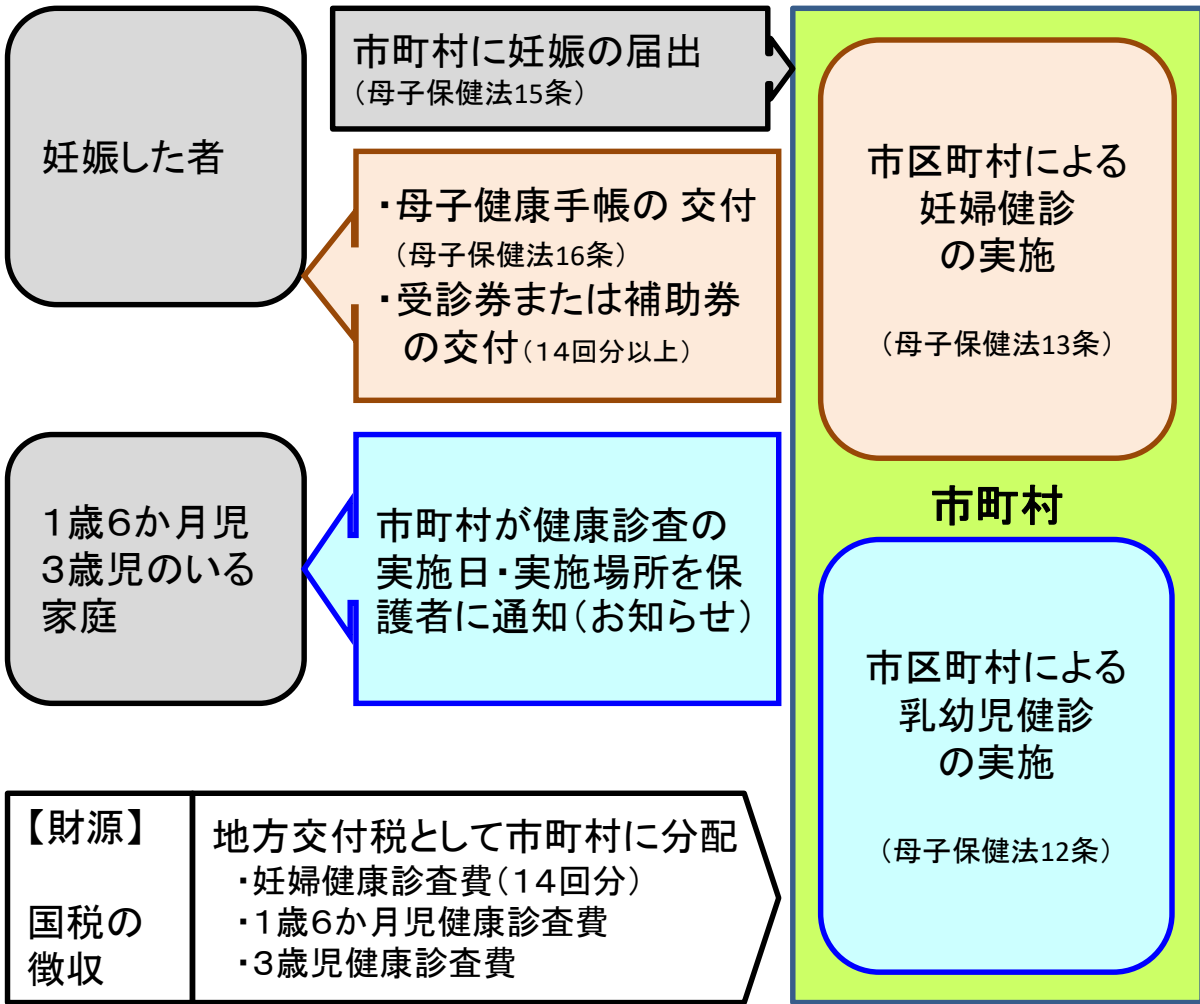 妊娠した者
市町村に妊娠の届出
（母子保健法15条）
・母子健康手帳の 交付
（母子保健法16条）
・受診券または補助券
の交付（１４回分以上）
市区町村による
妊婦健診
の実施
（母子保健法13条）
市町村
１歳６か月児
３歳児のいる
家庭
市町村が健康診査の
実施日・実施場所を保
護者に通知（お知らせ）
市区町村による
乳幼児健診
の実施
（母子保健法12条）
【財源】
国税の
徴収
地方交付税として市町村に分配
・妊婦健康診査費（１４回分）
・１歳６か月児健康診査費
・３歳児健康診査費